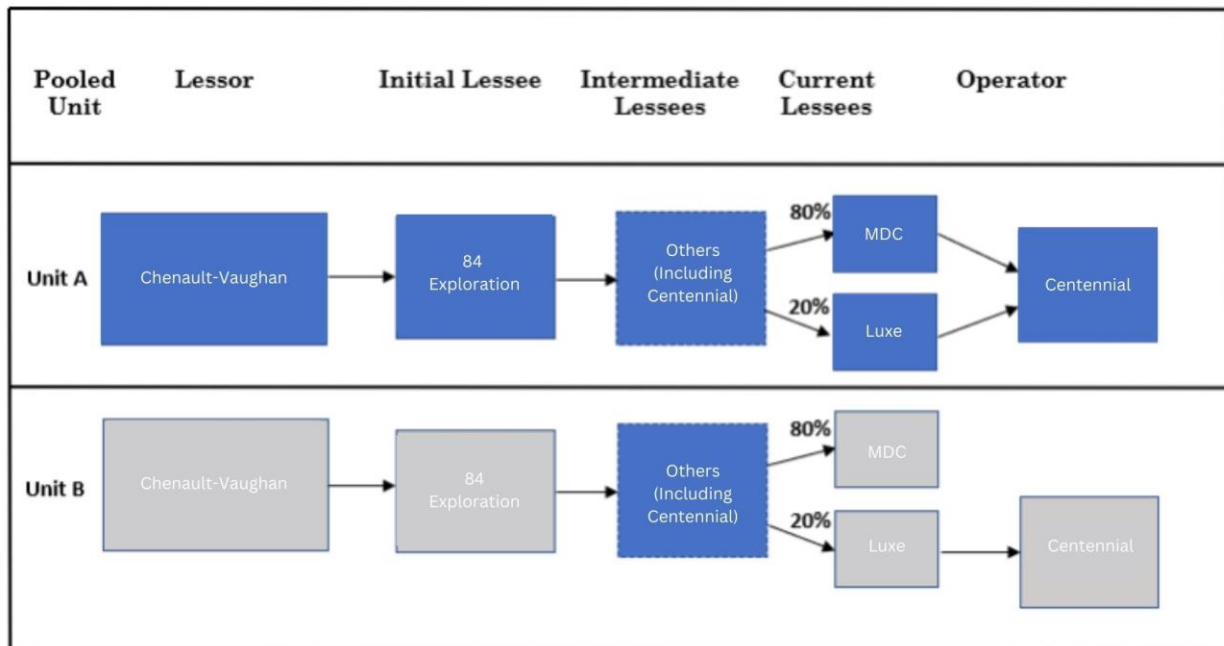 Pooled Unit
Lessor
Initial Lessee
Intermediate Lessees
Current Lessees
Operator
Unit A
Chenault-Vaughan
84
Exploration
Others
(Including
Centennial)
80%
MDC
20%
Luxe
Centennial
Unit B
Chenault-Vaughan
84
Exploration
Others
(Including
Centennial)
80%
MDC
20%
Luxe
Centennial